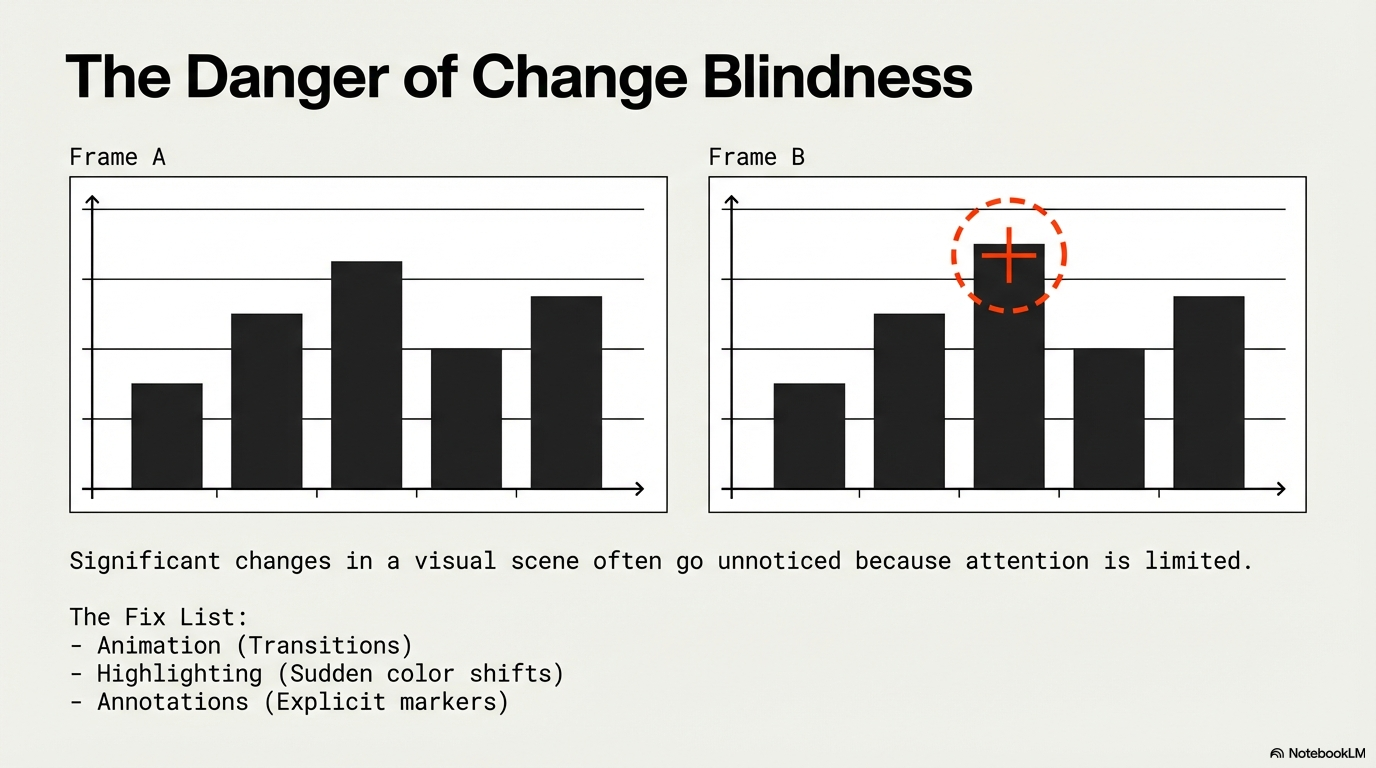 The Danger of Change Blindness
Frame A
Frame B
Significant changes in a visual scene often go unnoticed because attention is limited.
The Fix List:
- Animation (Transitions)
- Highlighting (Sudden color shifts)
- Annotations (Explicit markers)
NotebookLM